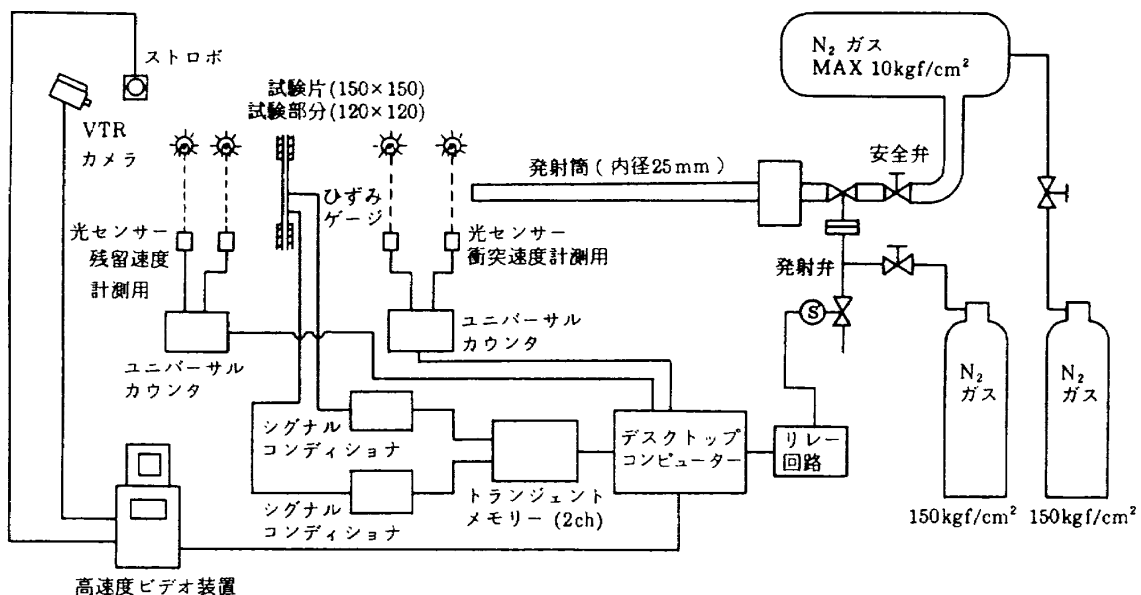 ストロボ
VTR
カメラ
試験片(150×150)
試験部分(120×120)
N₂ ガス
MAX 10kgf/cm²
発射筒(内径25mm)
安全弁
ひずみ
ゲージ
光センサー
残留速度
計測用
光センサー
衝突速度計測用
発射弁
S
ユニバーサル
カウンタ
ユニバーサル
カウンタ
N₂
ガス
N₂
ガス
シグナル
コンディショナ
デスクトップ
コンピューター
リレー
回路
シグナル
コンディショナ
トランジェント
メモリー (2ch)
150kgf/cm²
150kgf/cm²
高速度ビデオ装置